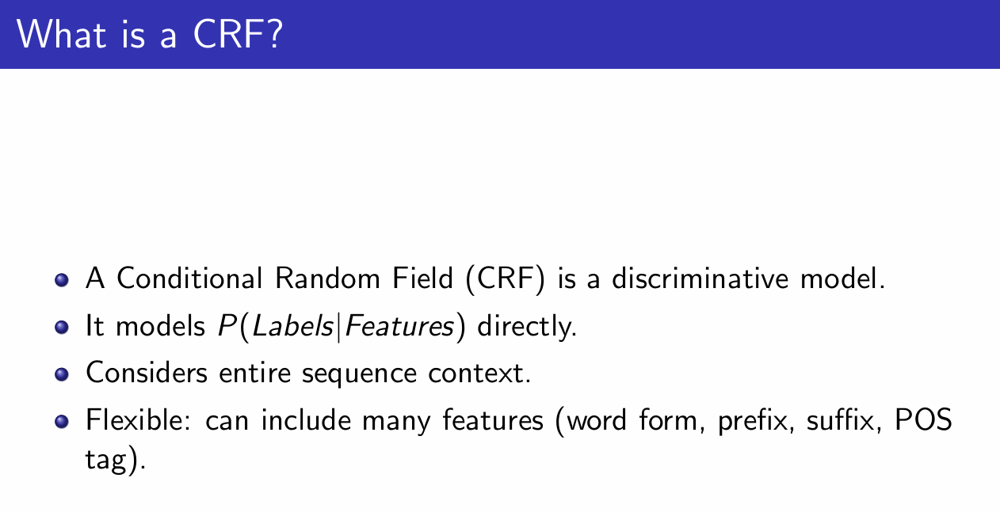 What is a CRF?
A Conditional Random Field (CRF) is a discriminative model.
It models P(Labels|Features) directly.
Considers entire sequence context.
Flexible: can include many features (word form, prefix, suffix, POS
tag).